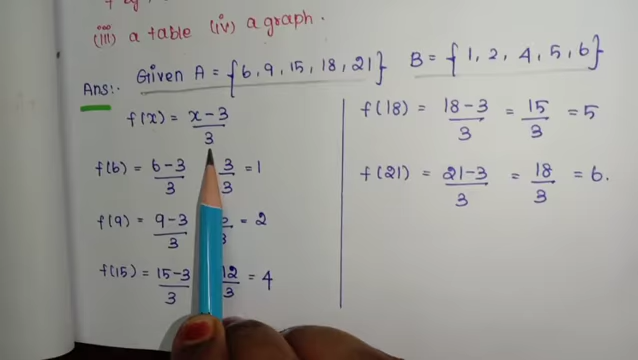 (iii) a table (iv) a graph.
Ans:- Given A = {6, 9, 15, 18, 21} B = {1, 2, 4, 5, 6}
f(x) = x-3/3
f(6) = 6-3/3 3/3 = 1
f(9) = 9-3/3 /3 = 2
f(15) = 15-3/3 12/3 = 4
f(18) = 18-3/3 = 15/3 = 5
f(21) = 21-3/3 = 18/3 = 6.